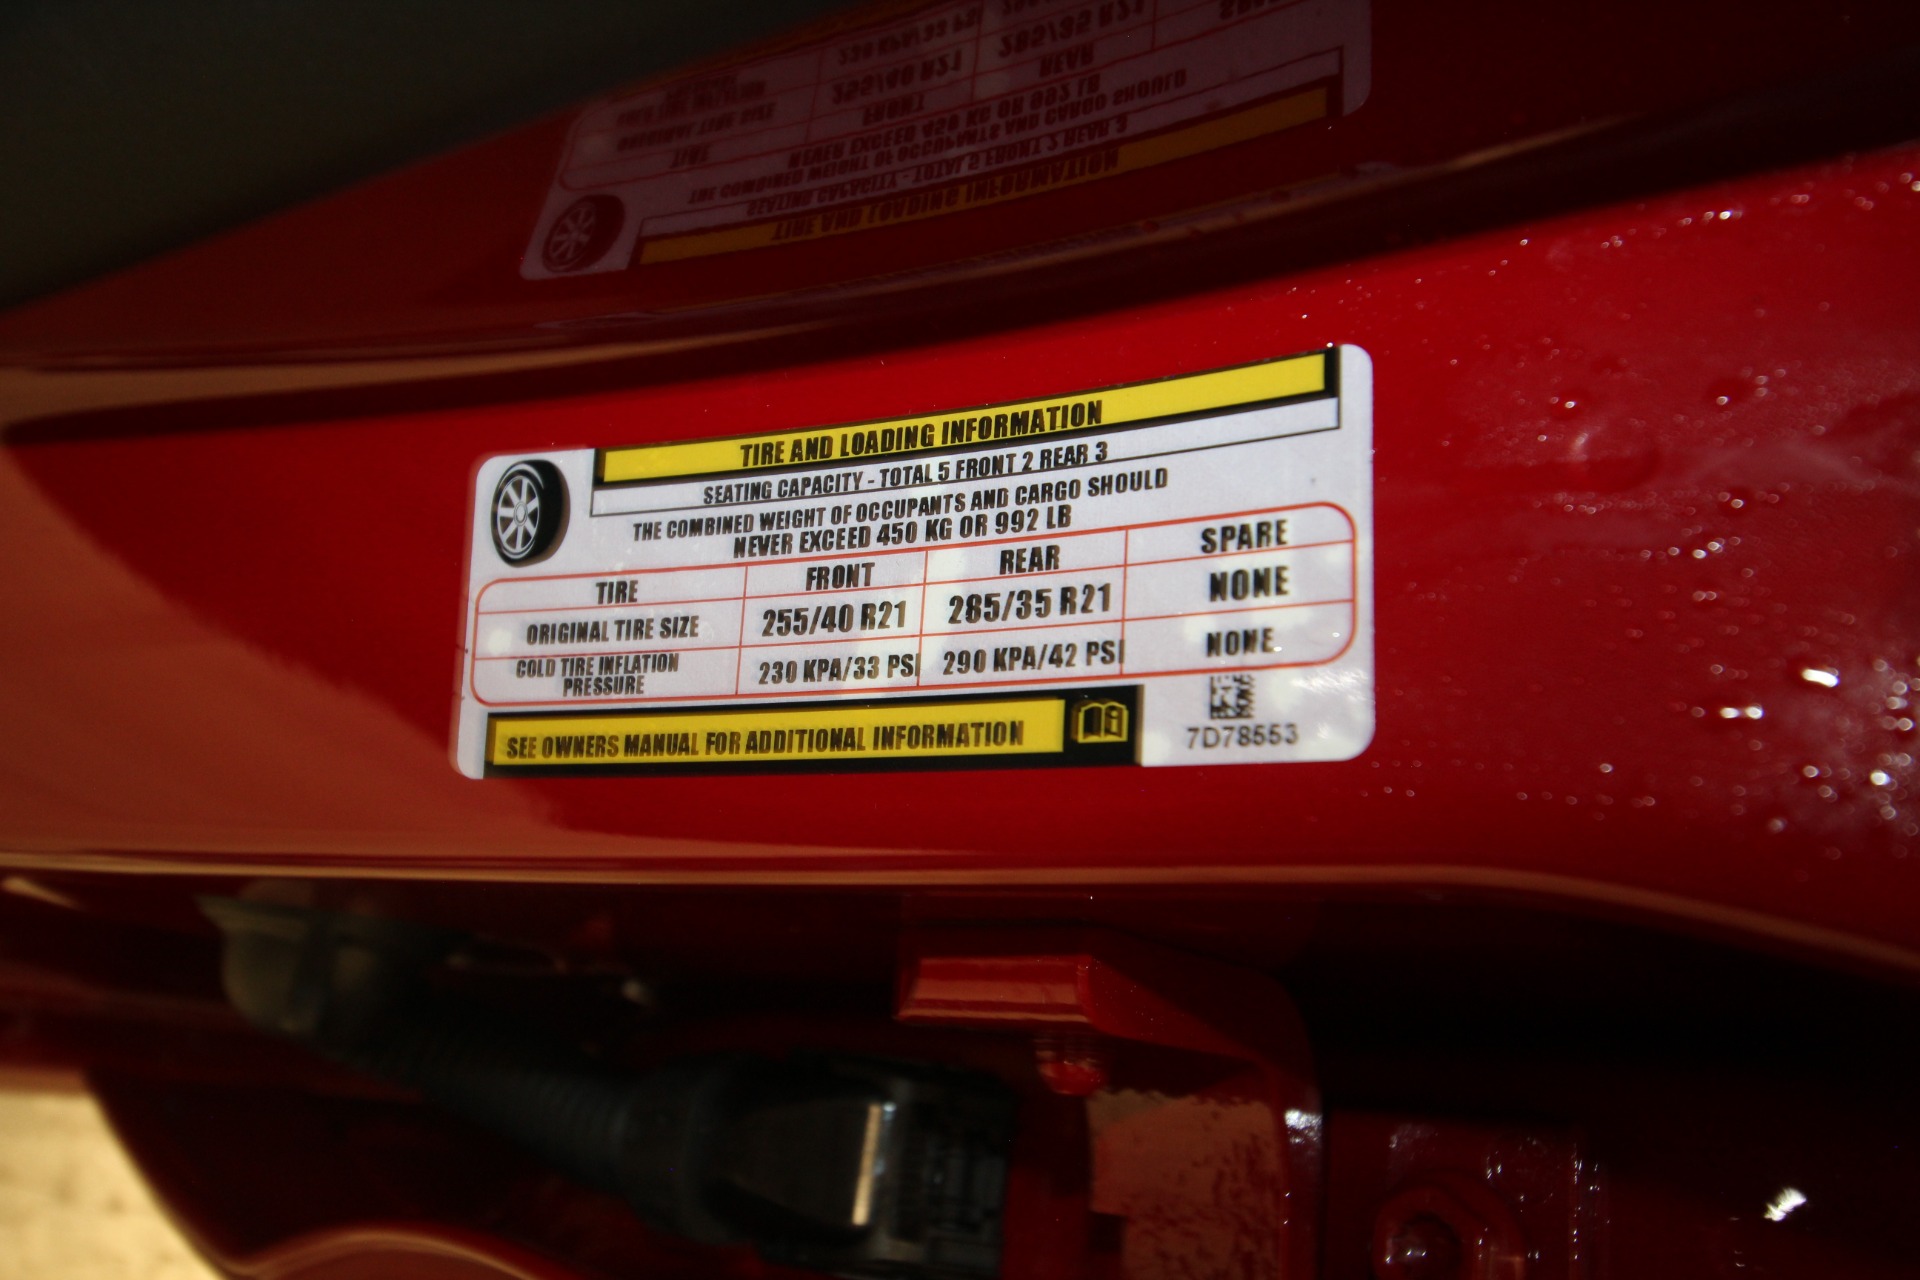 TIRE AND LOADING INFORMATION
SEATING CAPACITY - TOTAL 5 FRONT 2 REAR 3
THE COMBINED WEIGHT OF OCCUPANTS AND CARGO SHOULD
NEVER EXCEED 450 KG OR 992 LB
TIRE FRONT REAR SPARE
ORIGINAL TIRE SIZE 255/40 R21 285/35 R21 NONE
COLD TIRE INFLATION PRESSURE 230 KPA/33 PSI 290 KPA/42 PSI NONE
SEE OWNERS MANUAL FOR ADDITIONAL INFORMATION
7D78553